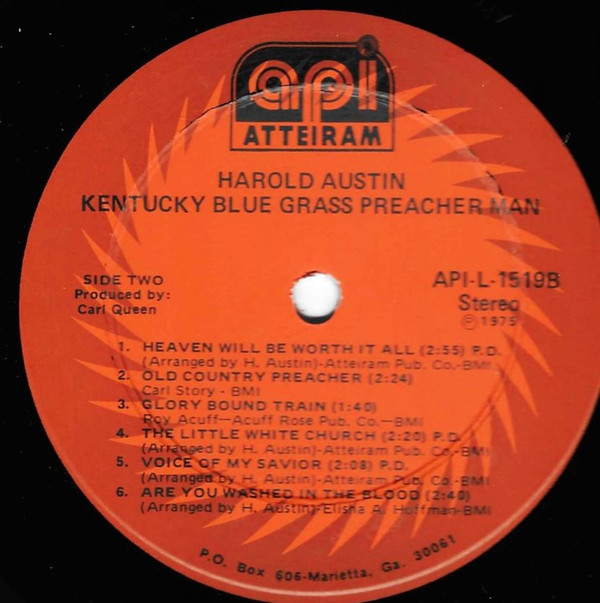 api
ATTEIRAM
HAROLD AUSTIN
KENTUCKY BLUE GRASS PREACHER MAN
SIDE TWO
Produced by:
Carl Queen
API-L-1519B
Stereo
Ⓟ 1975
1. HEAVEN WILL BE WORTH IT ALL (2:55) P.D.
(Arranged by H. Austin)-Atteiram Pub. Co.-BMI
2. OLD COUNTRY PREACHER (2:24)
Carl Story - BMI
3. GLORY BOUND TRAIN (1:40)
Roy Acuff—Acuff Rose Pub. Co.—BMI
4. THE LITTLE WHITE CHURCH (2:20) P.D.
(Arranged by H. Austin)-Atteiram Pub. Co.-BMI
5. VOICE OF MY SAVIOR (2:08) P.D.
(Arranged by H. Austin)-Atteiram Pub. Co.-BMI
6. ARE YOU WASHED IN THE BLOOD (2:40)
(Arranged by H. Austin)-Elisha A. Hoffman-BMI
P.O. Box 606-Marietta, Ga. 30061